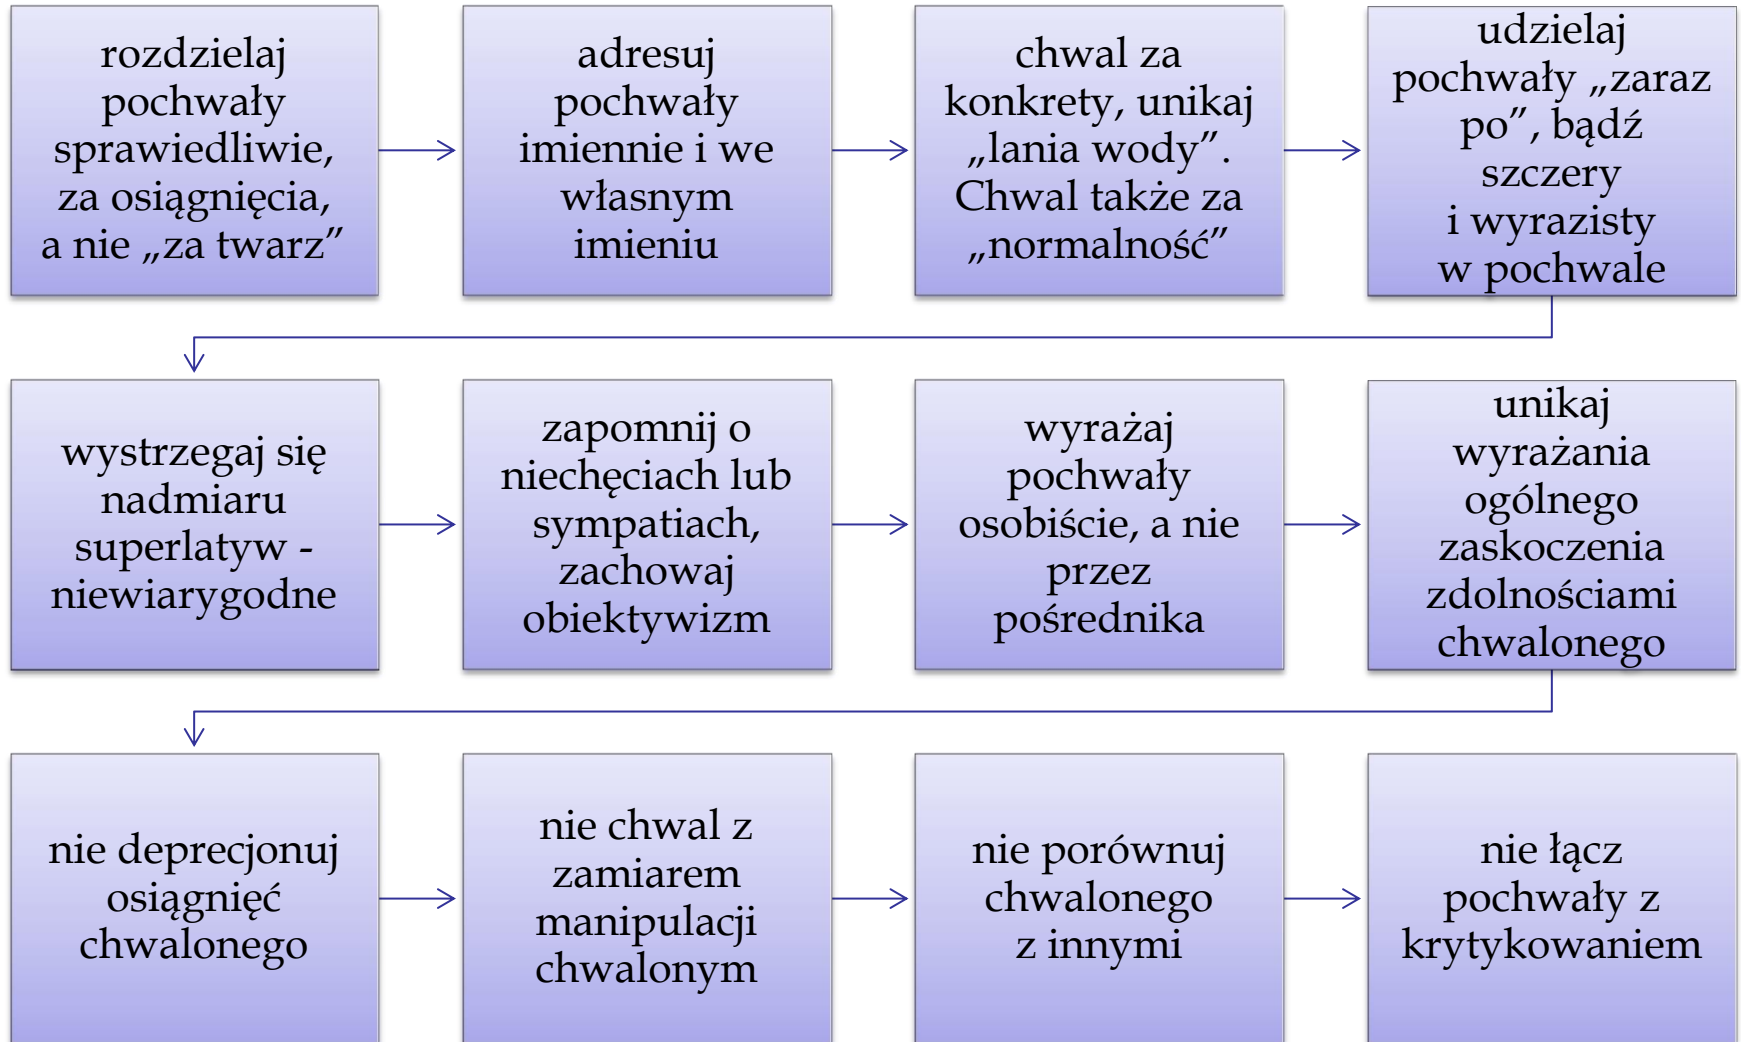 rozdzielaj
pochwały
sprawiedliwie,
za osiągnięcia,
a nie „za twarz”
adresuj
pochwały
imiennie i we
własnym
imieniu
chwal za
konkrety, unikaj
„lania wody”.
Chwal także za
„normalność”
udzielaj
pochwały „zaraz
po”, bądź
szczery
i wyrazisty
w pochwale
wystrzegaj się
nadmiaru
superlatyw -
niewiarygodne
zapomnij o
niechęciach lub
sympatiach,
zachowaj
obiektywizm
wyrażaj
pochwały
osobiście, a nie
przez
pośrednika
unikaj
wyrażania
ogólnego
zaskoczenia
zdolnościami
chwalonego
nie deprecjonuj
osiągnięć
chwalonego
nie chwal z
zamiarem
manipulacji
chwalonym
nie porównuj
chwalonego
z innymi
nie łącz
pochwały z
krytykowaniem